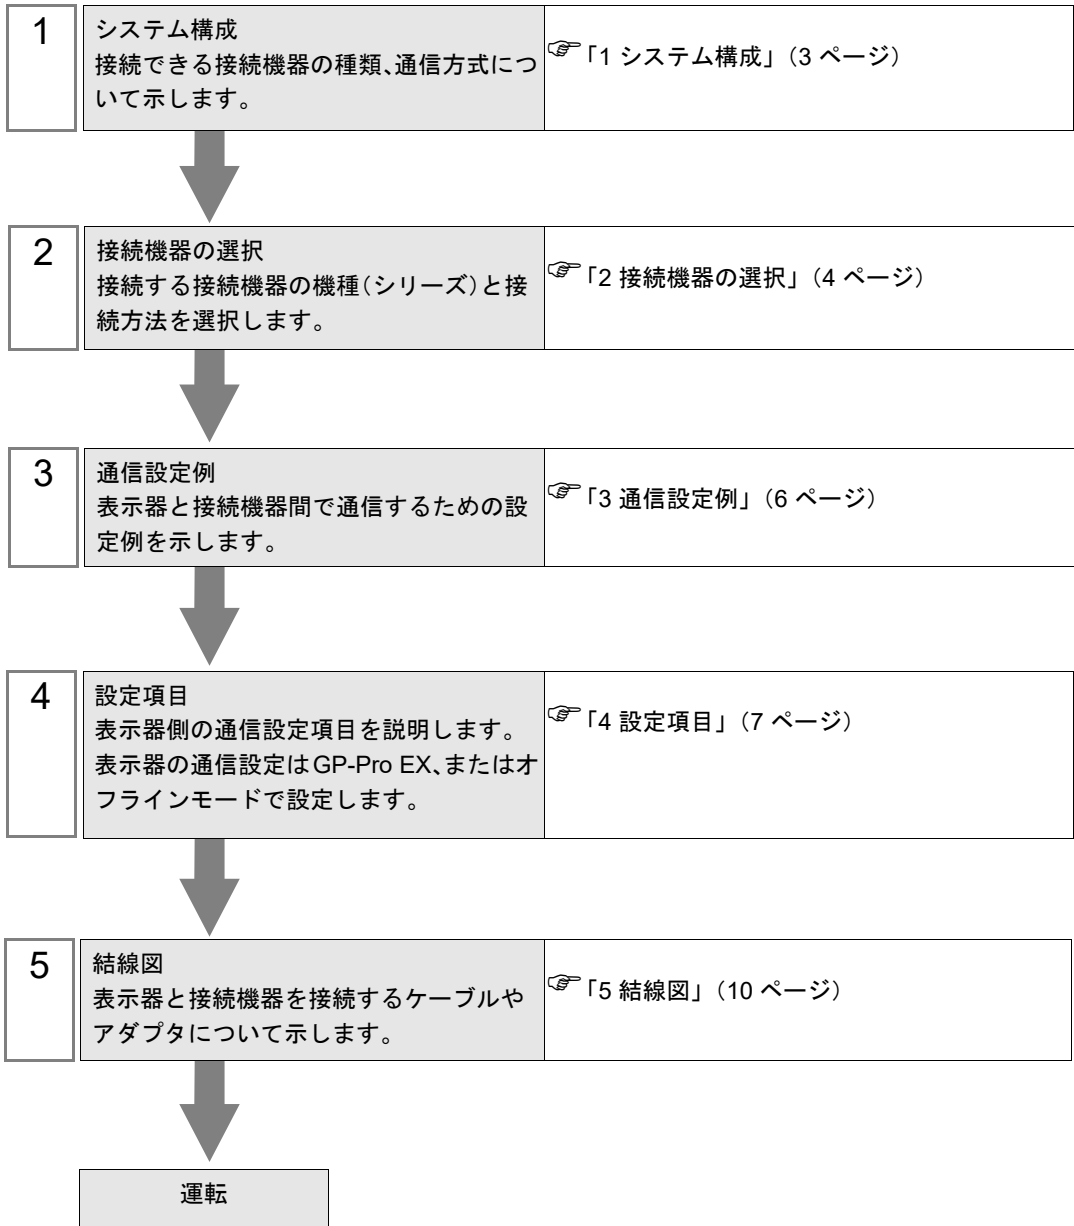 1
システム構成
接続できる接続機器の種類、通信方式につ
いて示します。
「1 システム構成」（3 ページ）
2
接続機器の選択
接続する接続機器の機種（シリーズ）と接
続方法を選択します。
「2 接続機器の選択」（4 ページ）
3
通信設定例
表示器と接続機器間で通信するための設
定例を示します。
「3 通信設定例」（6 ページ）
4
設定項目
表示器側の通信設定項目を説明します。
表示器の通信設定はGP-Pro EX、またはオ
フラインモードで設定します。
「4 設定項目」（7 ページ）
5
結線図
表示器と接続機器を接続するケーブルや
アダプタについて示します。
「5 結線図」（10 ページ）
運転